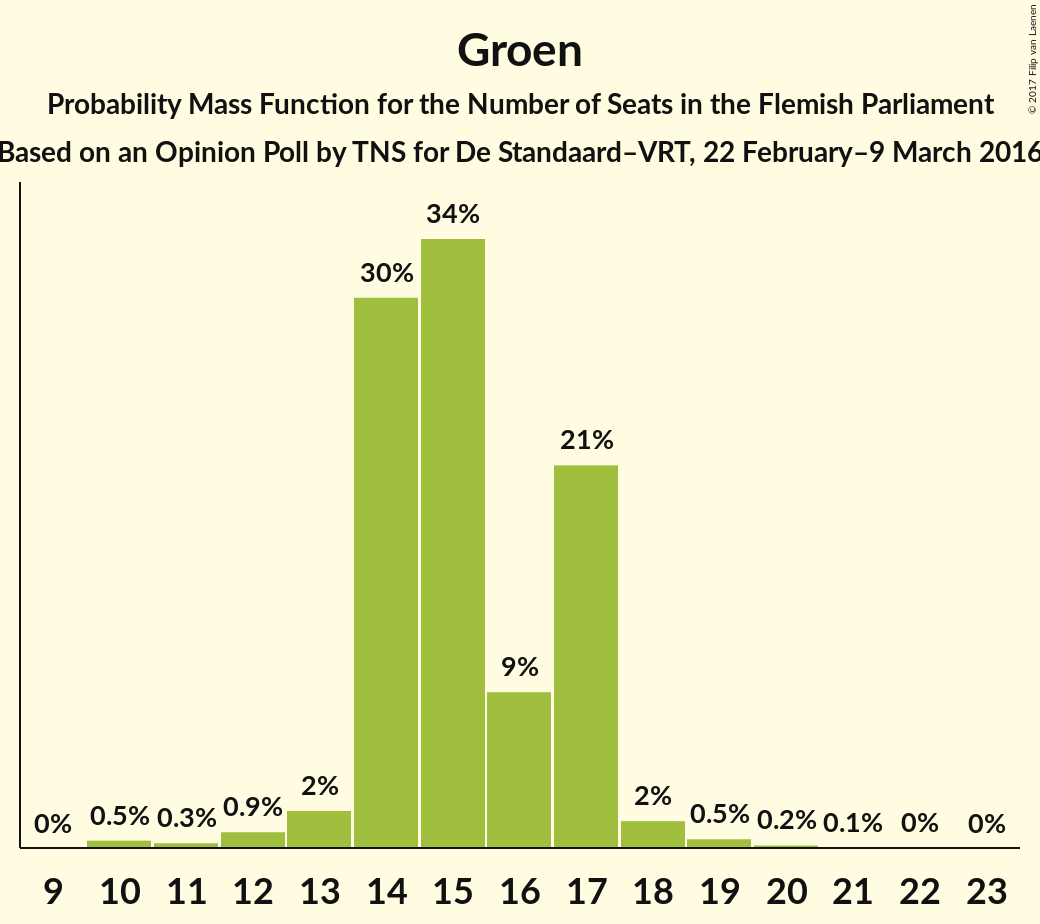 Groen
Probability Mass Function for the Number of Seats in the Flemish Parliament
Based on an Opinion Poll by TNS for De Standaard–VRT, 22 February–9 March 2016
© 2017 Filip van Laenen
0% 0.5% 0.3% 0.9% 2% 30% 34% 9% 21% 2% 0.5% 0.2% 0.1% 0% 0%
9 10 11 12 13 14 15 16 17 18 19 20 21 22 23